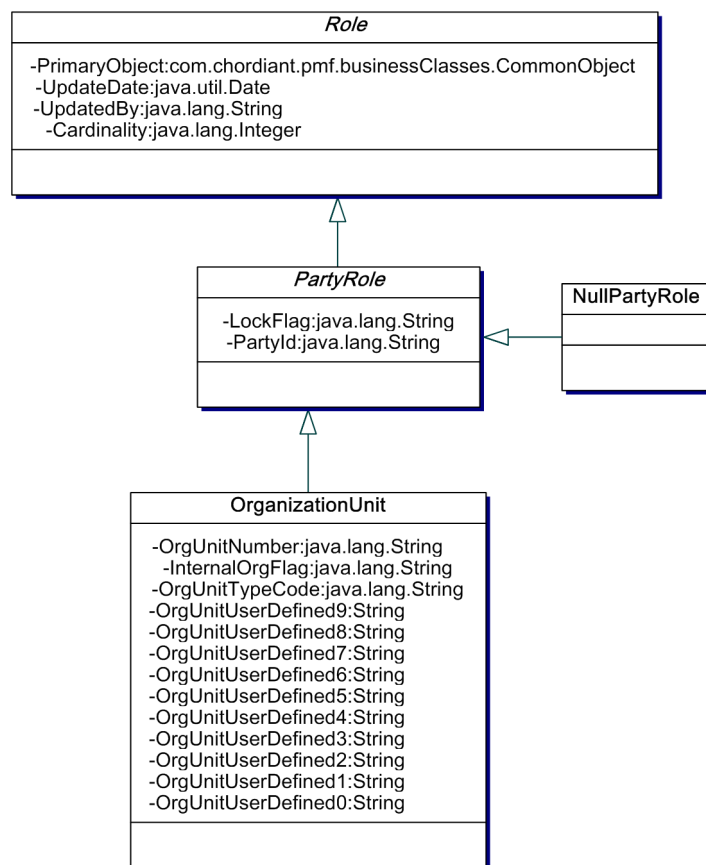 Role
-PrimaryObject:com.chordiant.pmf.businessClasses.CommonObject
-UpdateDate:java.util.Date
-UpdatedBy:java.lang.String
-Cardinality:java.lang.Integer
PartyRole
-LockFlag:java.lang.String
-PartyId:java.lang.String
NullPartyRole
OrganizationUnit
-OrgUnitNumber:java.lang.String
-InternalOrgFlag:java.lang.String
-OrgUnitTypeCode:java.lang.String
-OrgUnitUserDefined9:String
-OrgUnitUserDefined8:String
-OrgUnitUserDefined7:String
-OrgUnitUserDefined6:String
-OrgUnitUserDefined5:String
-OrgUnitUserDefined4:String
-OrgUnitUserDefined3:String
-OrgUnitUserDefined2:String
-OrgUnitUserDefined1:String
-OrgUnitUserDefined0:String